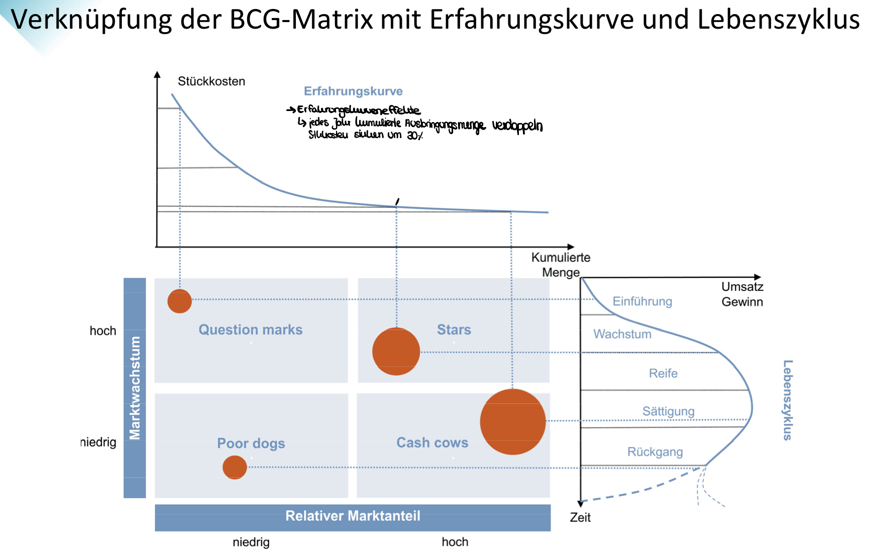 Verknüpfung der BCG-Matrix mit Erfahrungskurve und Lebenszyklus
Stückkosten
Erfahrungskurve
→ Erfahrungskurveneffekte
↳ jedes Jahr kumulierte Ausbringungsmenge verdoppeln
Stückkosten sinken um 30%
Kumulierte
Menge
Umsatz
Gewinn
Einführung
Wachstum
Reife
Sättigung
Rückgang
Lebenszyklus
Zeit
Marktwachstum
hoch
niedrig
Question marks
Stars
Poor dogs
Cash cows
Relativer Marktanteil
niedrig
hoch